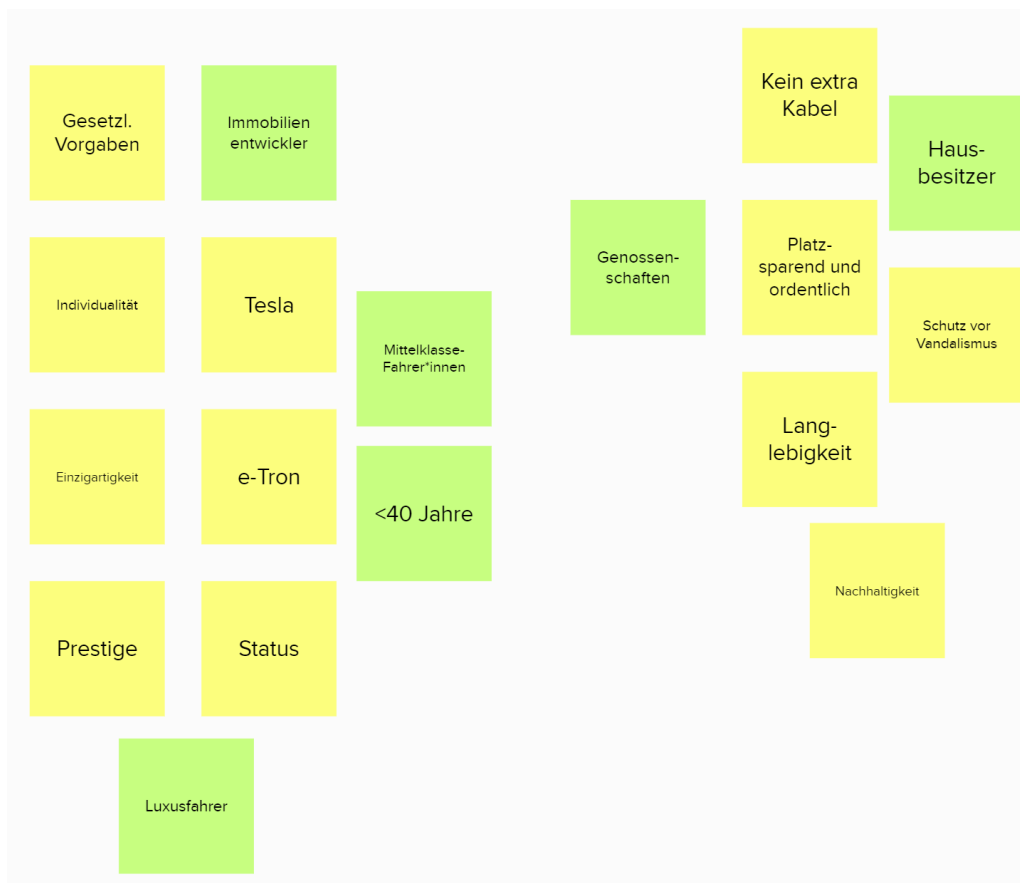 Gesetzl.
Vorgaben
Immobilien
entwickler
Individualität
Tesla
Mittelklasse-
Fahrer*innen
Einzigartigkeit
e-Tron
<40 Jahre
Prestige
Status
Luxusfahrer
Kein extra
Kabel
Haus-
besitzer
Genossen-
schaften
Platz-
sparend und
ordentlich
Schutz vor
Vandalismus
Lang-
lebigkeit
Nachhaltigkeit